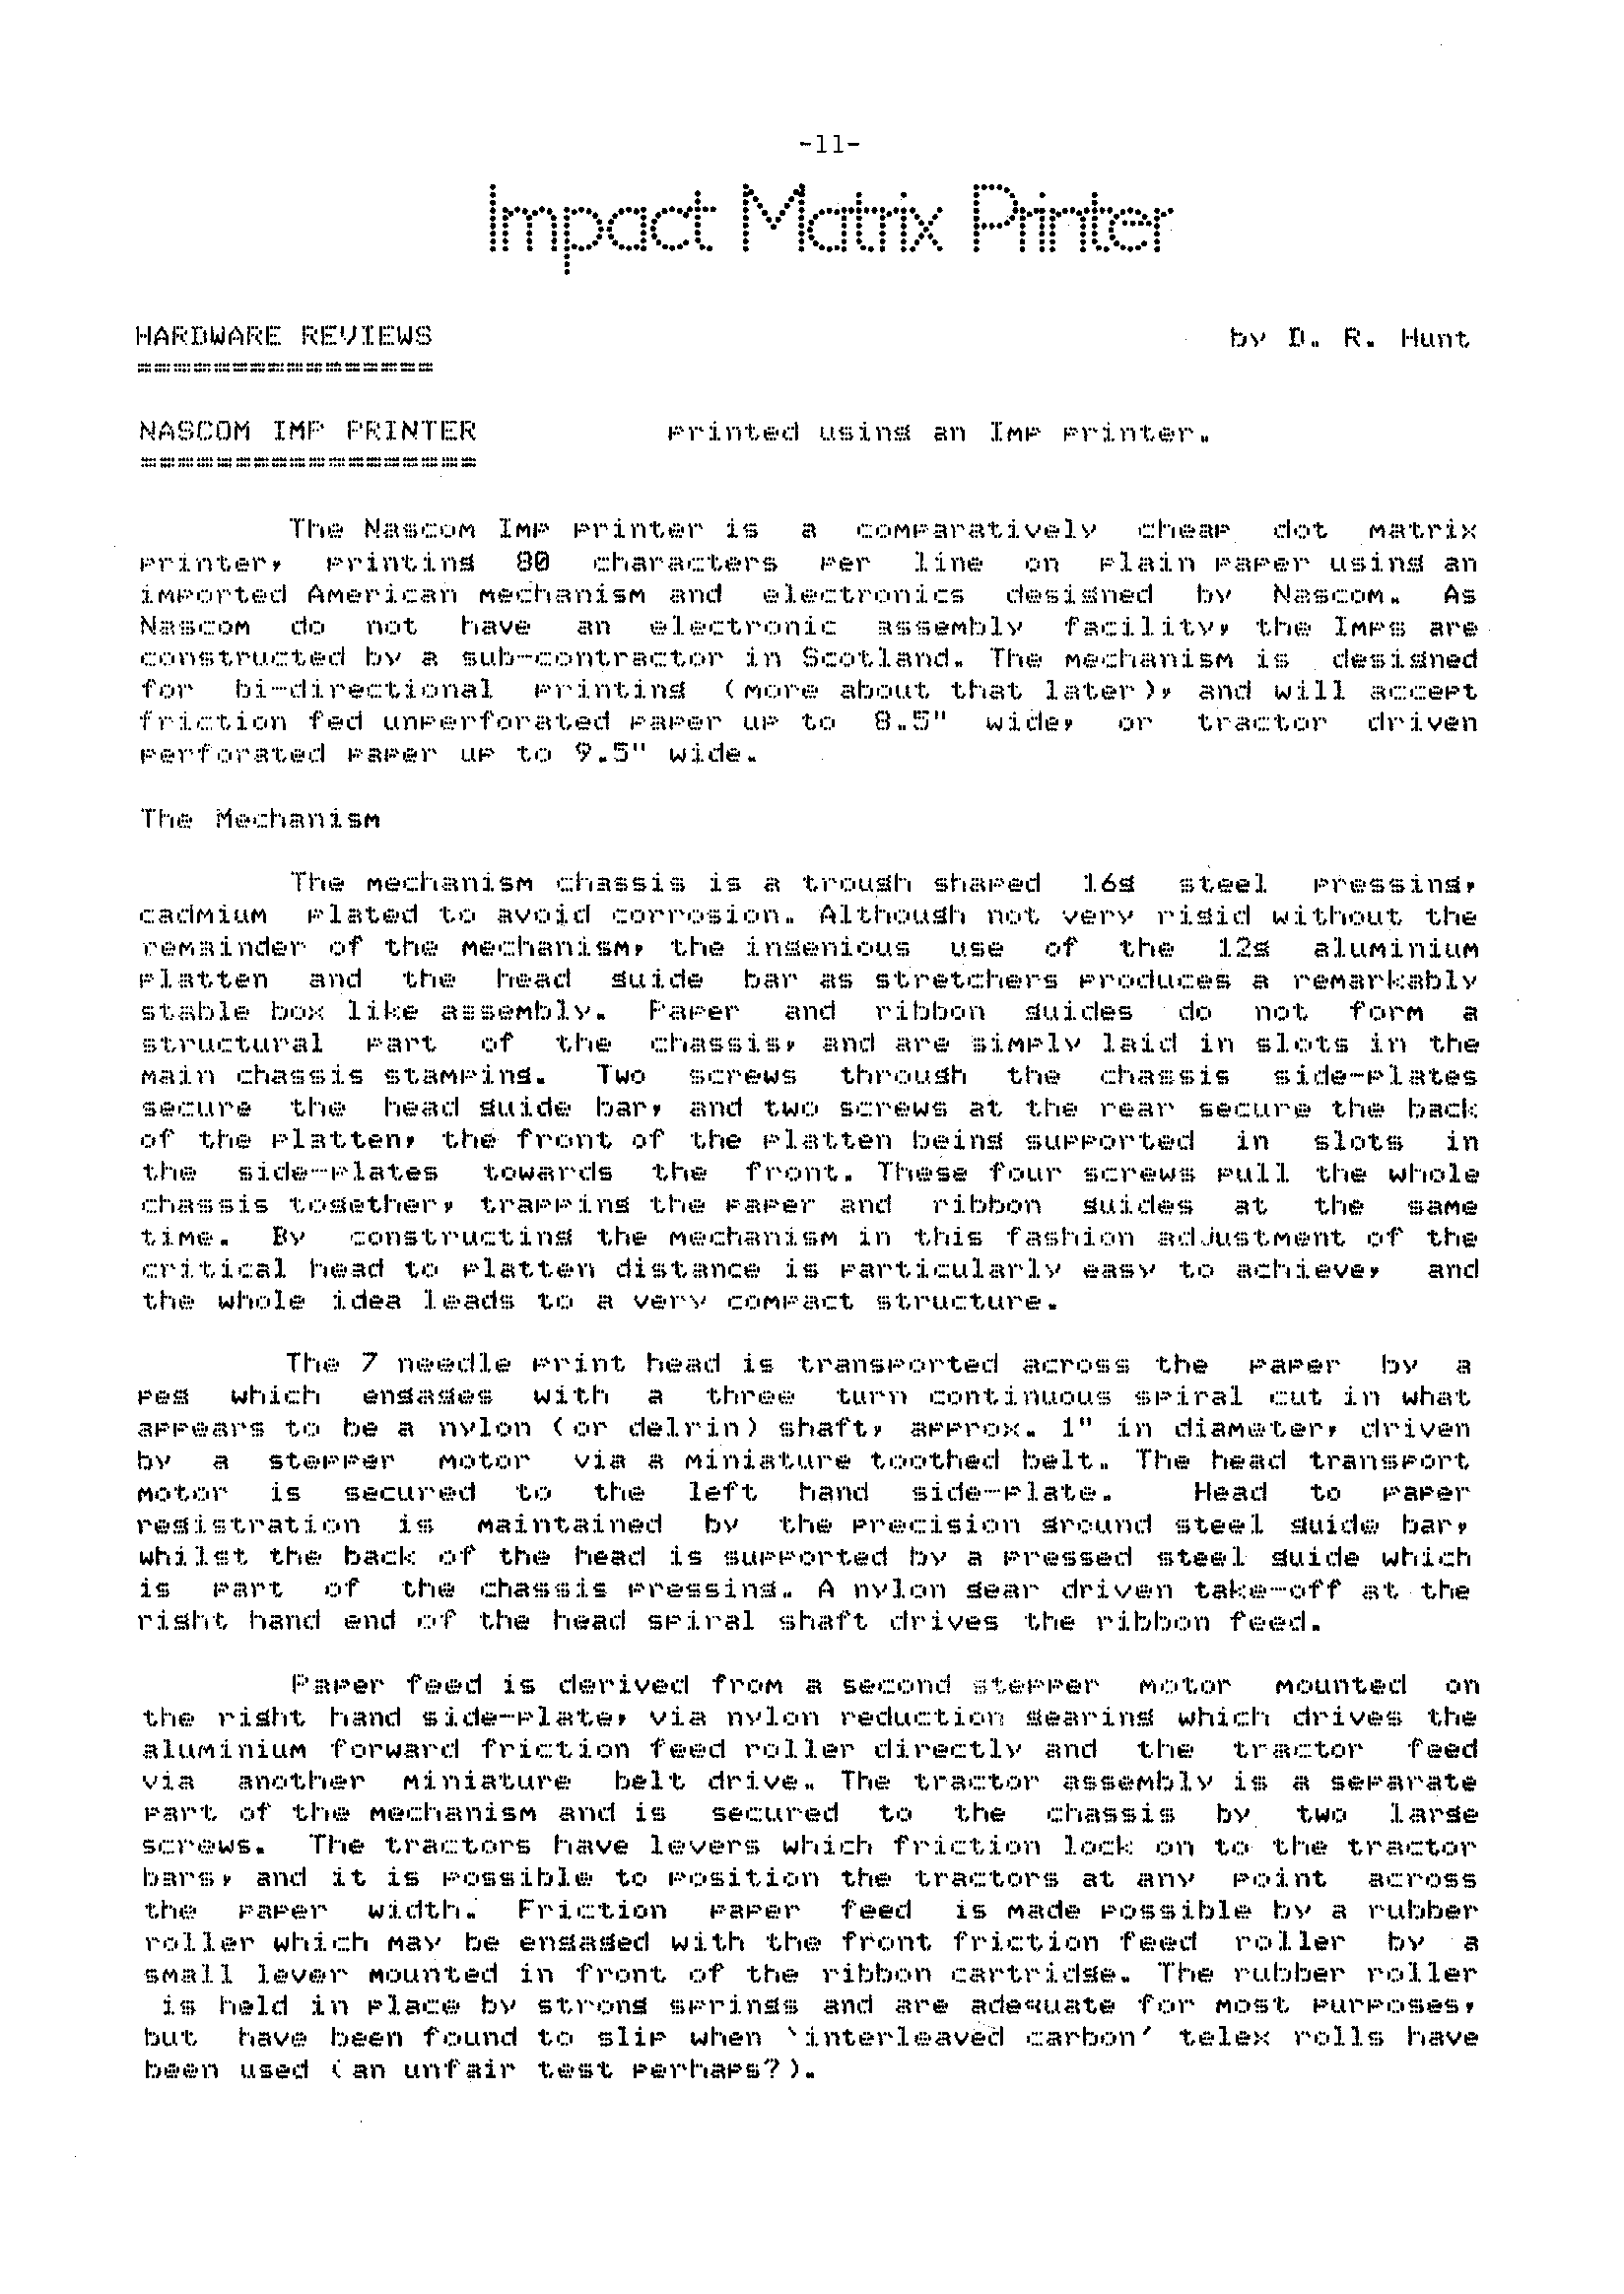 -11-
Impact Matrix Printer
HARDWARE REVIEWS by D. R. Hunt
================
NASCOM IMP PRINTER Printed using an Imp printer.
==================
The Nascom Imp printer is a comparatively cheap dot matrix
printer, printing 80 characters per line on plain paper using an
imported American mechanism and electronics designed by Nascom. As
Nascom do not have an electronic assembly facility, the Imps are
constructed by a sub-contractor in Scotland. The mechanism is designed
for bi-directional printing (more about that later), and will accept
friction fed unperforated paper up to 8.5" wide, or tractor driven
perforated paper up to 9.5" wide.
The Mechanism
The mechanism chassis is a trough shaped 16g steel pressing,
cadmium plated to avoid corrosion. Although not very rigid without the
remainder of the mechanism, the ingenious use of the 12g aluminium
platten and the head guide bar as stretchers produces a remarkably
stable box like assembly. Paper and ribbon guides do not form a
structural part of the chassis, and are simply laid in slots in the
main chassis stamping. Two screws through the chassis side-plates
secure the head guide bar, and two screws at the rear secure the back
of the platten, the front of the platten being supported in slots in
the side-plates towards the front. These four screws pull the whole
chassis together, trapping the paper and ribbon guides at the same
time. By constructing the mechanism in this fashion adjustment of the
critical head to platten distance is particularly easy to achieve, and
the whole idea leads to a very compact structure.
The 7 needle print head is transported across the paper by a
peg which engages with a three turn continuous spiral cut in what
appears to be a nylon (or delrin) shaft, approx. 1" in diameter, driven
by a stepper motor via a miniature toothed belt. The head transport
motor is secured to the left hand side-plate. Head to paper
registration is maintained by the precision ground steel guide bar,
whilst the back of the head is supported by a pressed steel guide which
is part of the chassis pressing. A nylon gear driven take-off at the
right hand end of the head spiral shaft drives the ribbon feed.
Paper feed is derived from a second stepper motor mounted on
the right hand side-plate, via nylon reduction gearing which drives the
aluminium forward friction feed roller directly and the tractor feed
via another miniature belt drive. The tractor assembly is a separate
part of the mechanism and is secured to the chassis by two large
screws. The tractors have levers which friction lock on to the tractor
bars, and it is possible to position the tractors at any point across
the paper width. Friction paper feed is made possible by a rubber
roller which may be engaged with the front friction feed roller by a
small lever mounted in front of the ribbon cartridge. The rubber roller
is held in place by strong springs and are adequate for most purposes,
but have been found to slip when 'interleaved carbon' telex rolls have
been used (an unfair test perhaps?).